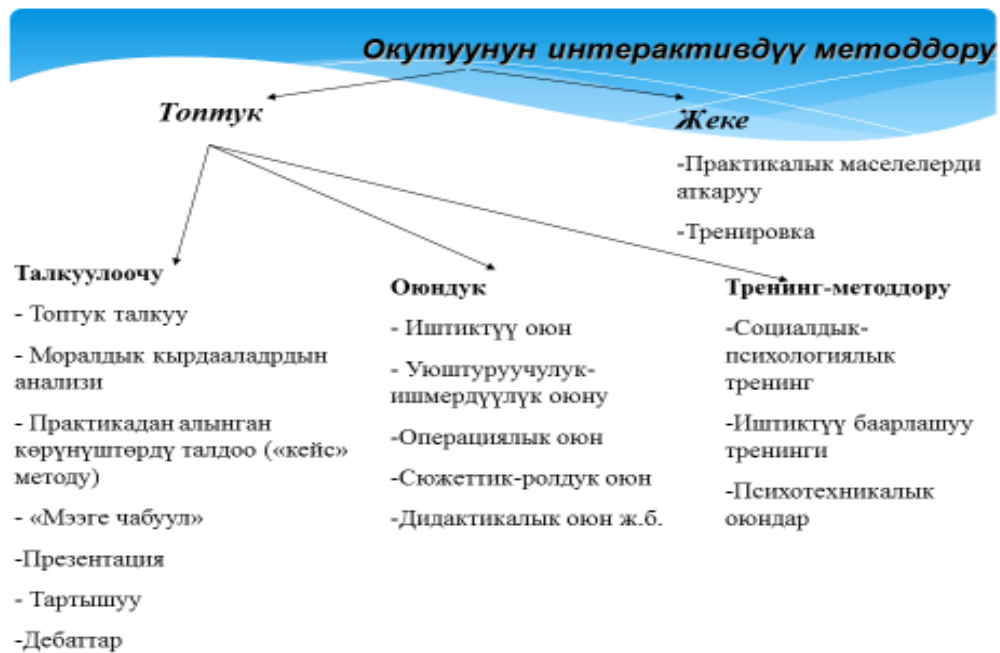 Окутуунун интерактивдүү методдору
Топтук
Жеке
-Практикалык маселелерди
аткаруу
-Тренировка
Талкуулоочу
- Топтук талкуу
- Моралдык кырдааладрдын
анализи
- Практикадан алынган
көрүнүштөрдү талдоо («кейс»
методу)
- «Мээге чабуул»
-Презентация
- Тартышуу
-Дебаттар
Оюндук
- Иштиктүү оюн
- Уюштуруучулук-
ишмердүүлүк оюну
-Операциялык оюн
-Сюжеттик-ролдук оюн
-Дидактикалык оюн ж.б.
Тренинг-методдору
-Социалдык-
психологиялык
тренинг
-Иштиктүү баарлашуу
тренинги
-Психотехникалык
оюндар